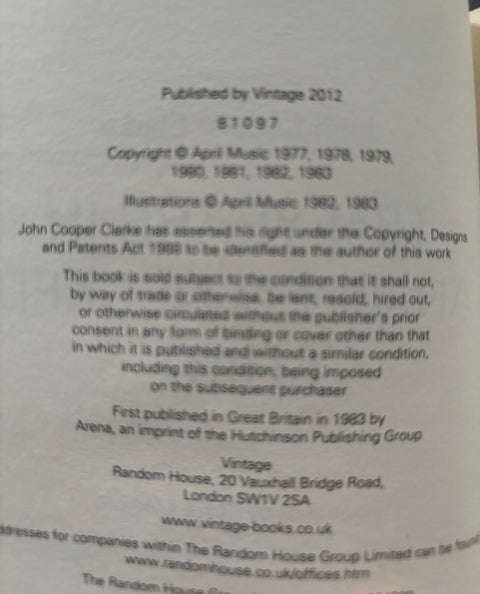 Published by Vintage 2012
8 1 0 9 7
Copyright © April Music 1977, 1978, 1979,
1980, 1981, 1982, 1983
Illustrations © April Music 1982, 1983
John Cooper Clarke has asserted his right under the Copyright, Designs
and Patents Act 1988 to be identified as the author of this work
This book is sold subject to the condition that it shall not,
by way of trade or otherwise, be lent, resold, hired out,
or otherwise circulated without the publisher's prior
consent in any form of binding or cover other than that
in which it is published and without a similar condition,
including this condition, being imposed
on the subsequent purchaser
First published in Great Britain in 1983 by
Arena, an imprint of the Hutchinson Publishing Group
Vintage
Random House, 20 Vauxhall Bridge Road,
London SW1V 2SA
www.vintage-books.co.uk
ddresses for companies within The Random House Group Limited can be found
www.randomhouse.co.uk/offices.htm
The Random House